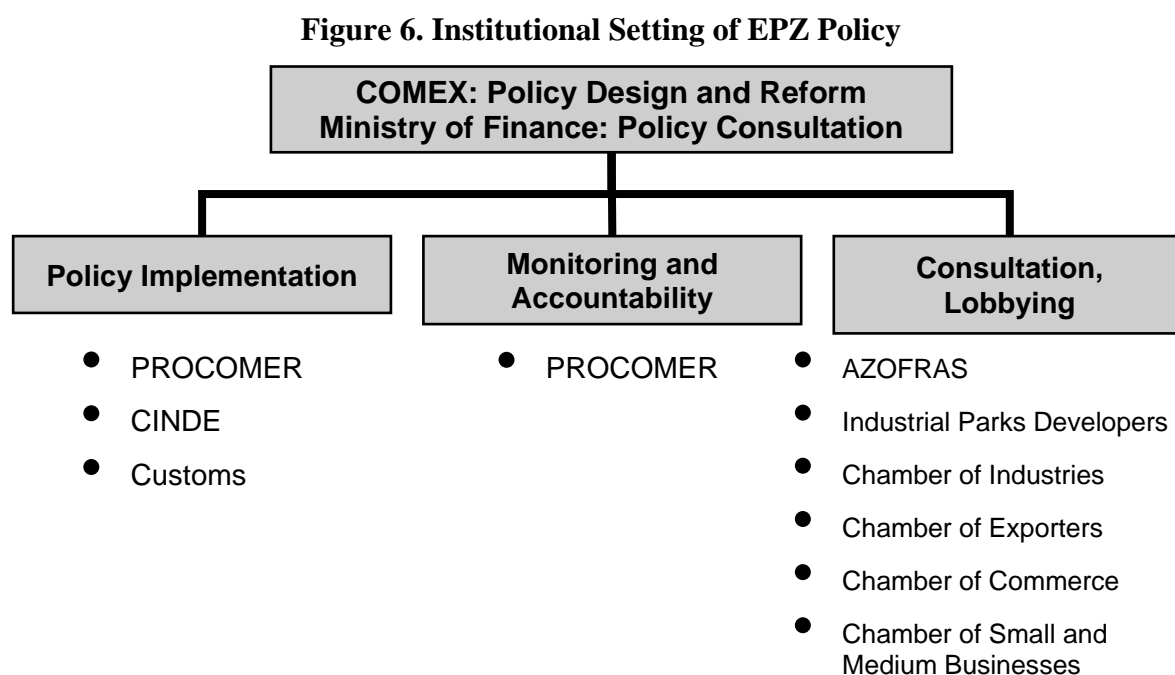 Figure 6. Institutional Setting of EPZ Policy
COMEX: Policy Design and Reform
Ministry of Finance: Policy Consultation
Policy Implementation
• PROCOMER
• CINDE
• Customs
Monitoring and
Accountability
• PROCOMER
Consultation,
Lobbying
• AZOFRAS
• Industrial Parks Developers
• Chamber of Industries
• Chamber of Exporters
• Chamber of Commerce
• Chamber of Small and
Medium Businesses